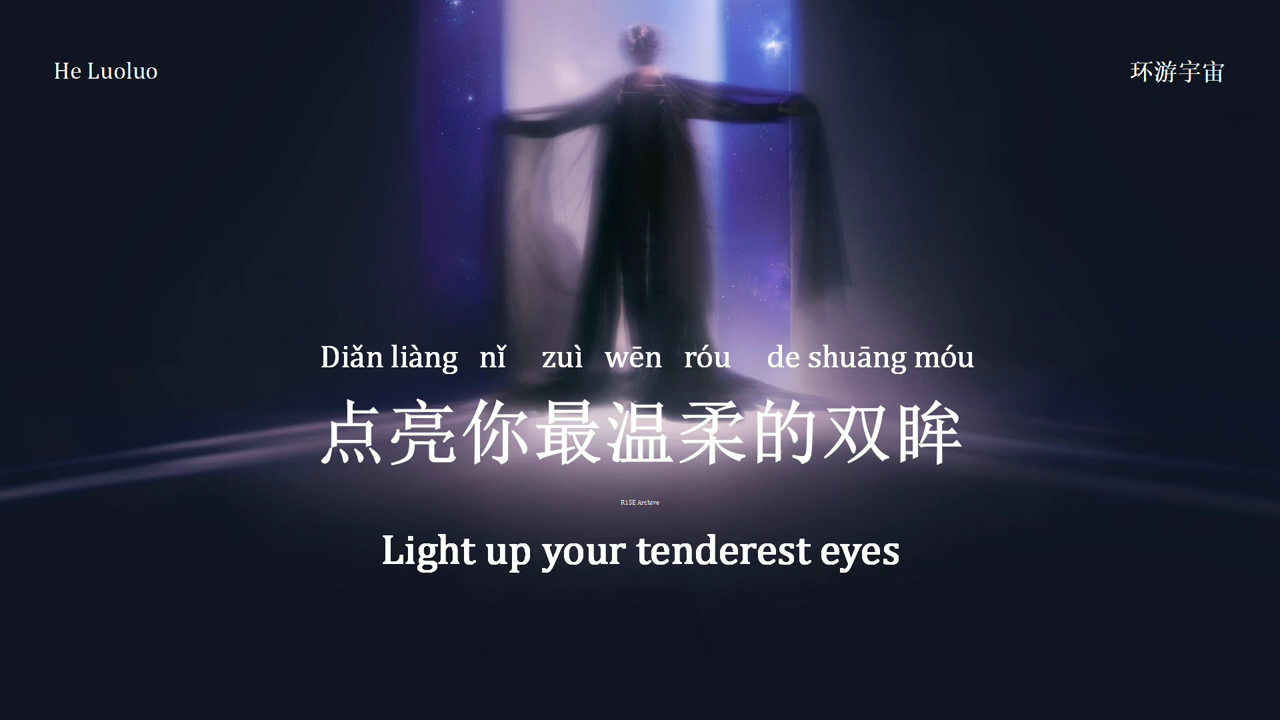 He Luoluo
环游宇宙
Diǎn liàng nǐ zuì wēn róu de shuāng móu
点亮你最温柔的双眸
R1SE Archive
Light up your tenderest eyes